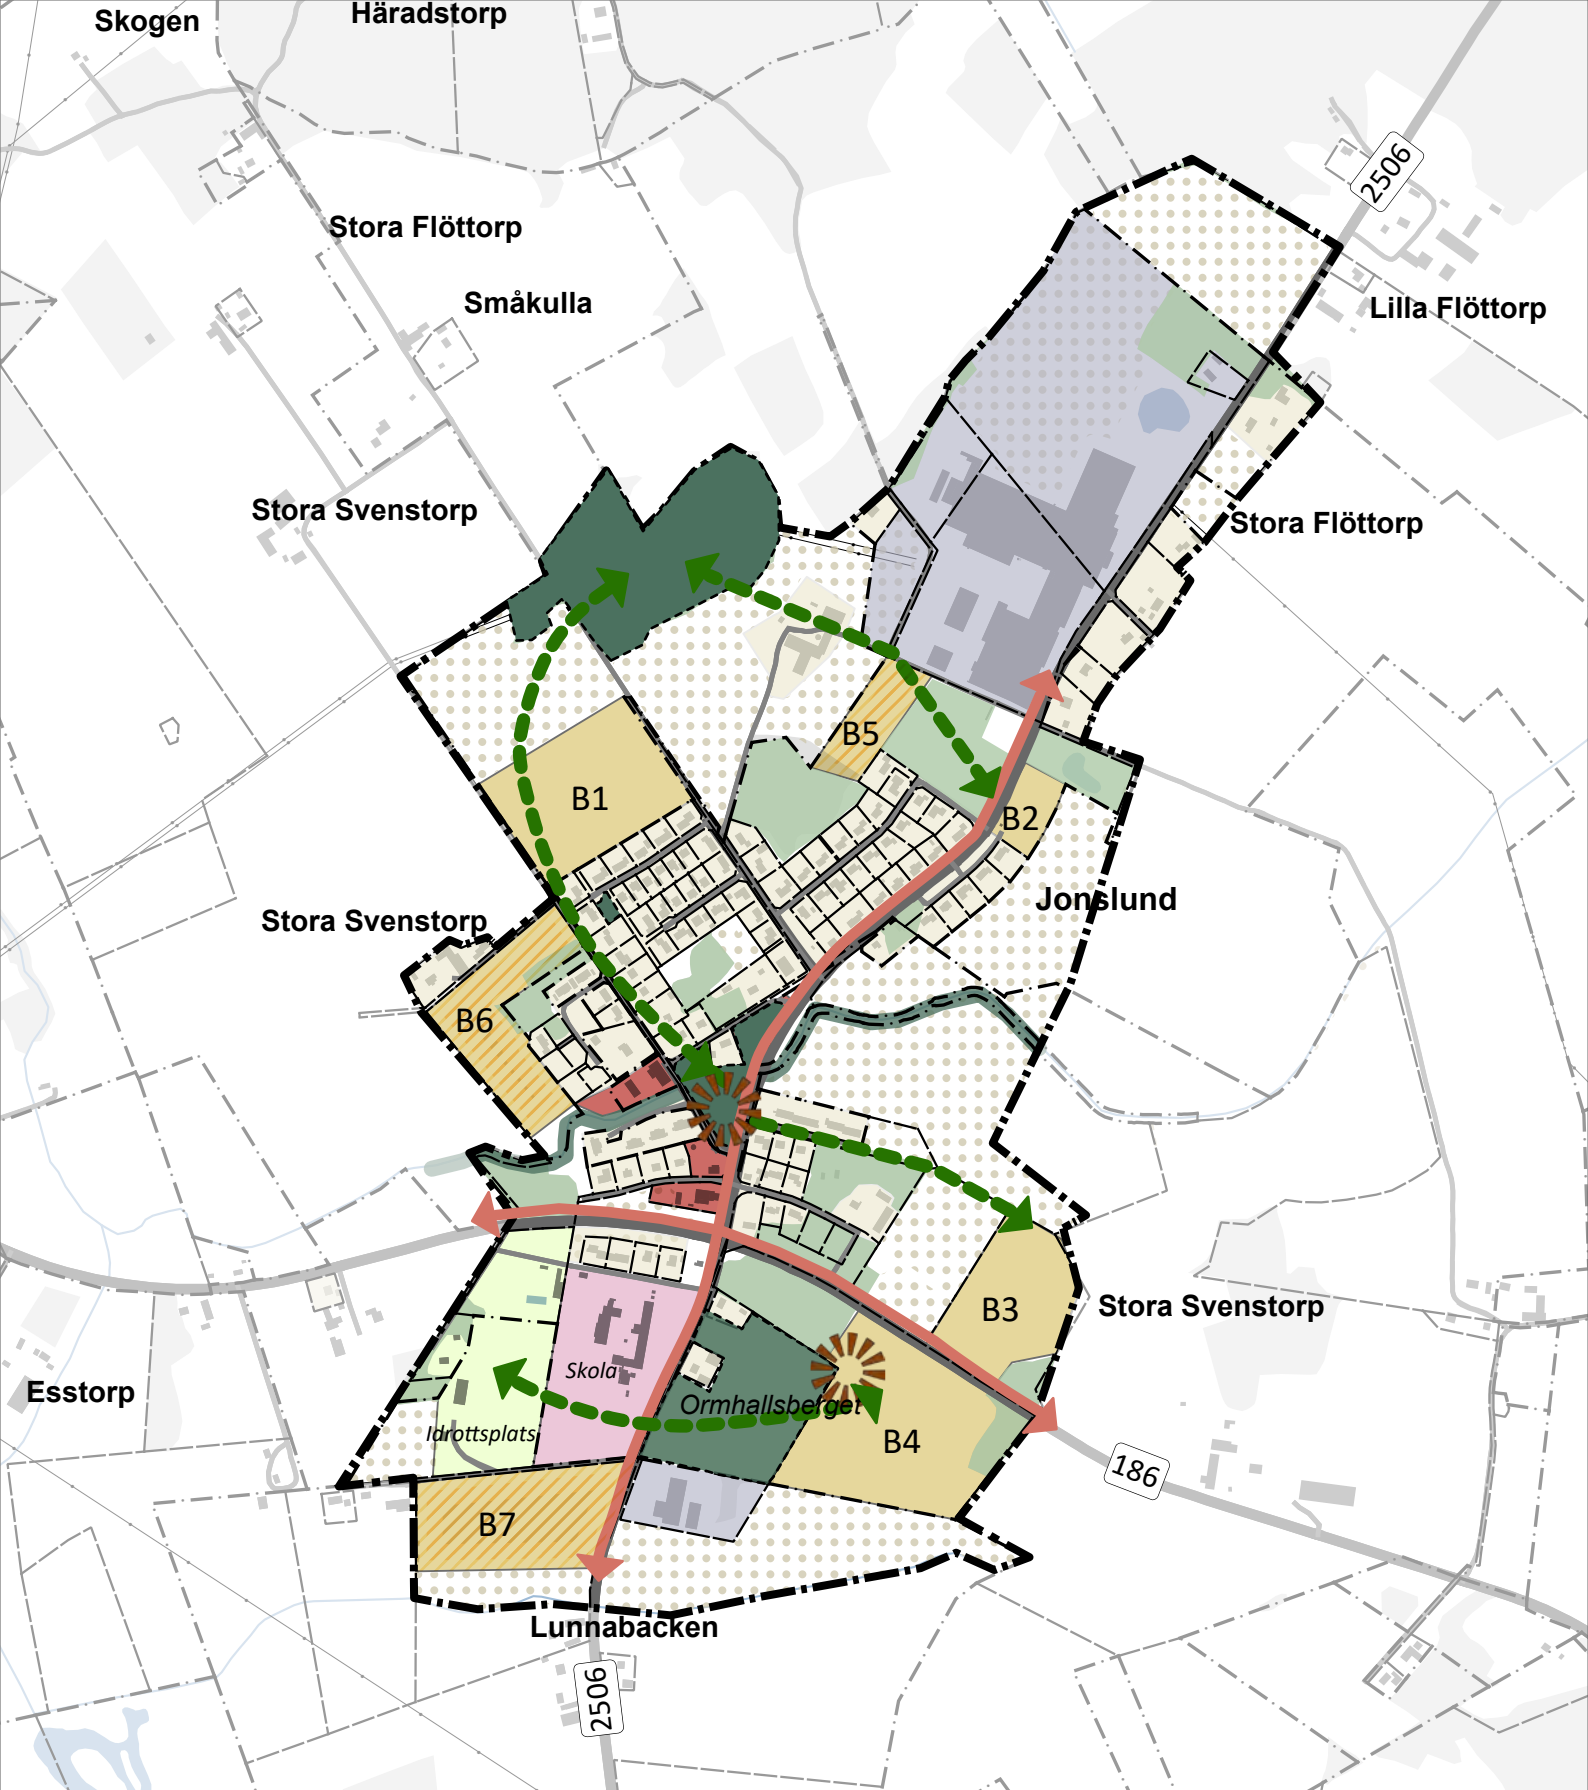 Skogen
Häradstorp
2506
Stora Flöttorp
Småkulla
Lilla Flöttorp
Stora Svenstorp
Stora Flöttorp
B5
B1
B2
Jonslund
Stora Svenstorp
B6
B3
Stora Svenstorp
Skola
Esstorp
Ormhallsberget
Idrottsplats
B4
186
B7
Lunnabacken
2506